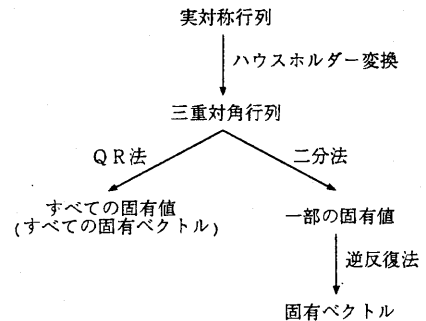 実対称行列
ハウスホルダー変換
三重対角行列
QR法
二分法
すべての固有値
(すべての固有ベクトル)
一部の固有値
逆反復法
固有ベクトル